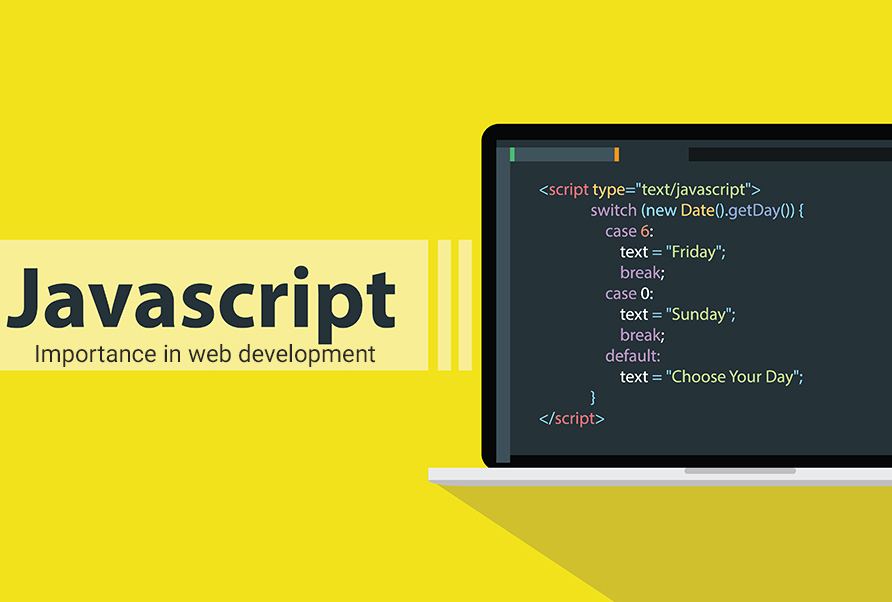 Javascript
Importance in web development
<script type="text/javascript">
switch (new Date().getDay()) {
case 6:
text = "Friday";
break;
case 0:
text = "Sunday";
break;
default:
text = "Choose Your Day";
}
</script>